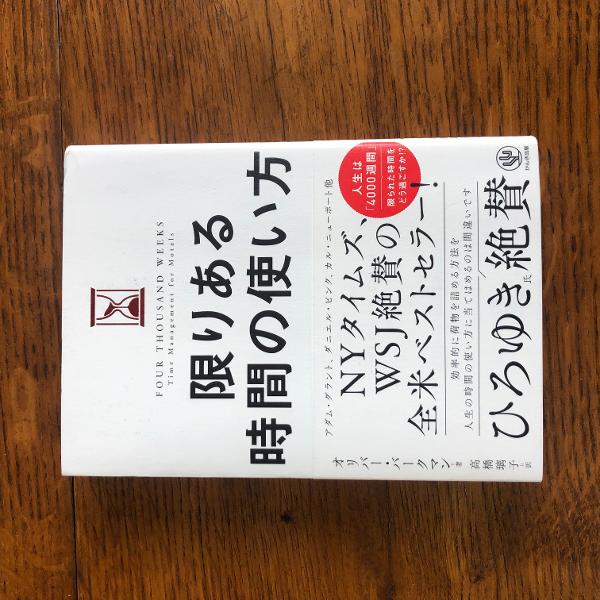 FOUR THOUSAND WEEKS
Time Management for Mortals
限りある
時間の使い方
人生は
「4000週間」
限られた時間を
どう過ごすか!?
アダム・グラント、ダニエル・ピンク、カル・ニューポート他
NYタイムズ、
WSJ絶賛の
全米ベストセラー!
効率的に荷物を詰める方法を
人生の時間の使い方に当てはめるのは間違いです
ひろゆき氏絶賛
オリバー・バークマン 著
高橋璃子 訳
かんき出版